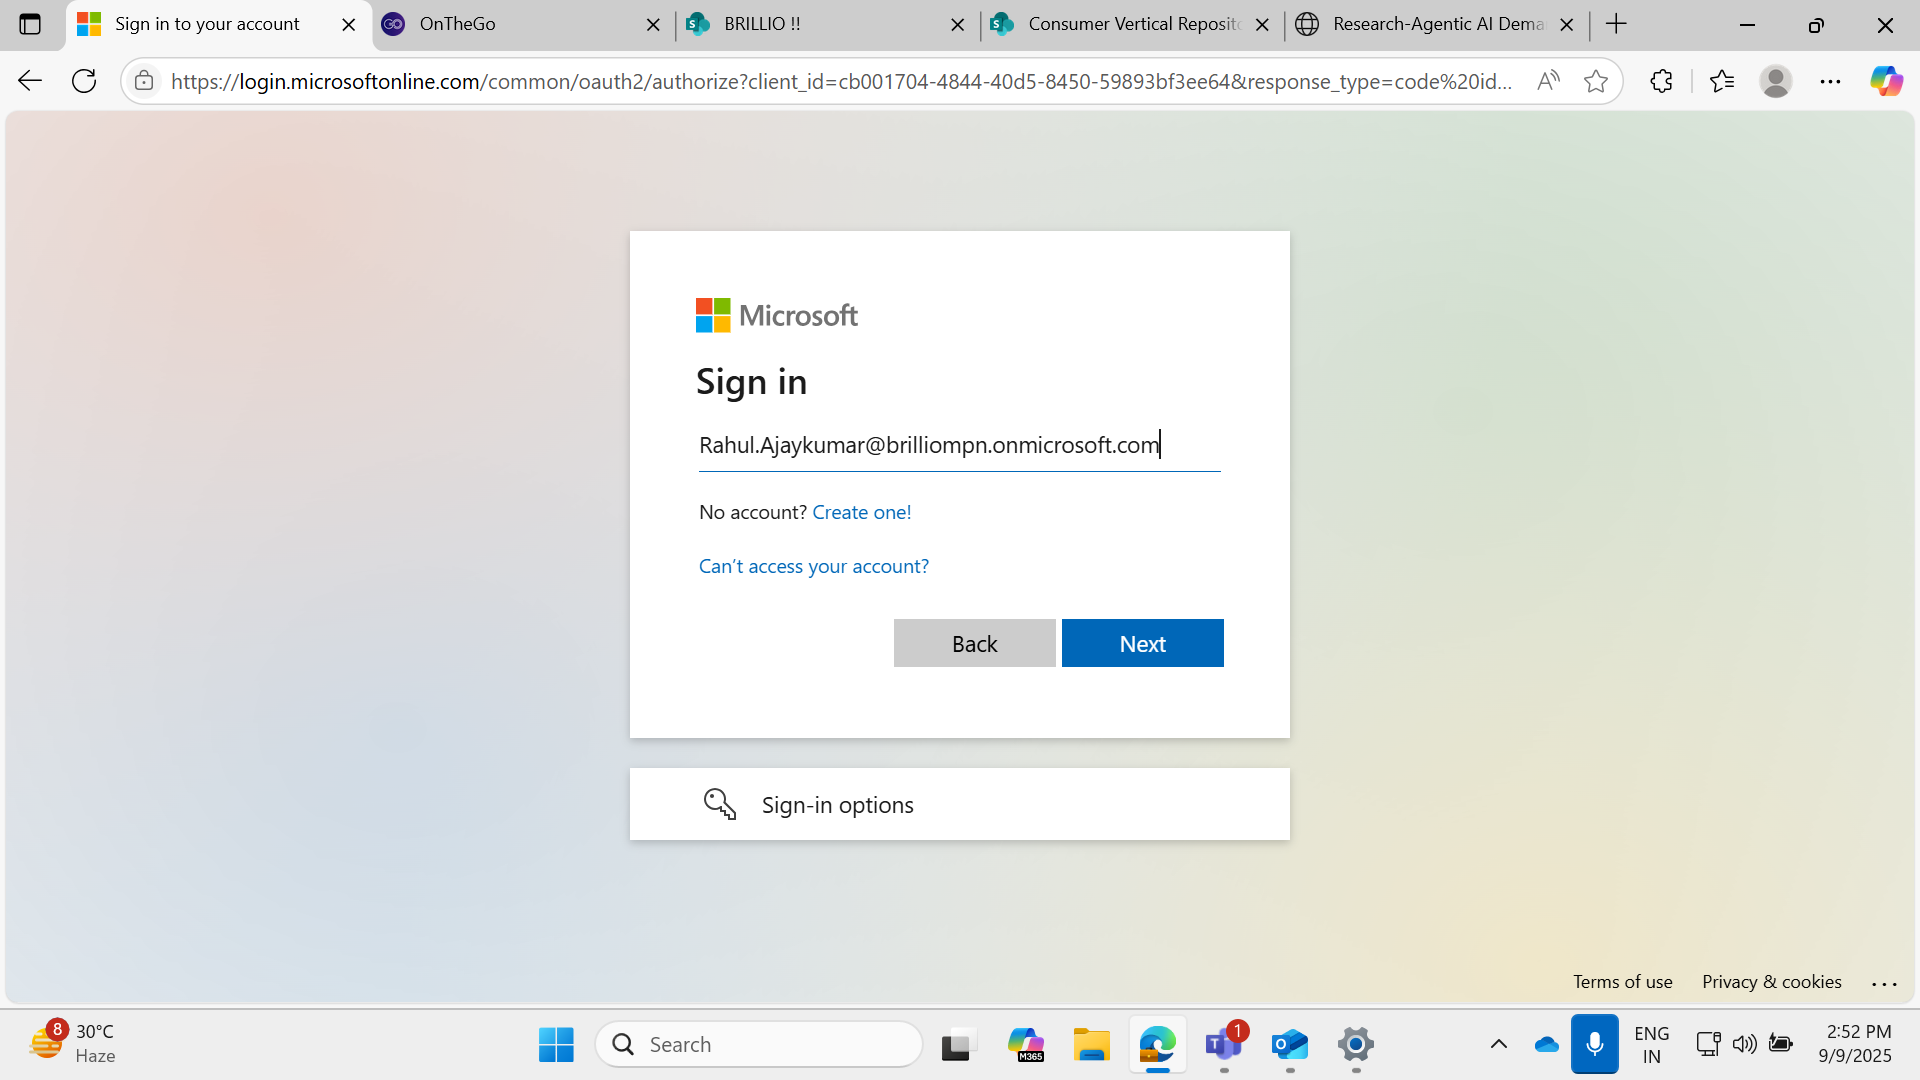 Sign in to your account
OnTheGo
BRILLIO !!
Consumer Vertical Reposito
Research-Agentic AI Dema
https://login.microsoftonline.com/common/oauth2/authorize?client_id=cb001704-4844-40d5-8450-59893bf3ee64&response_type=code%20id...
Microsoft
Sign in
Rahul.Ajaykumar@brilliompn.onmicrosoft.com
No account? Create one!
Can't access your account?
Back
Next
Sign-in options
Terms of use
Privacy & cookies
...
8
30°C
Haze
Search
M365
1
ENG
IN
2:52 PM
9/9/2025